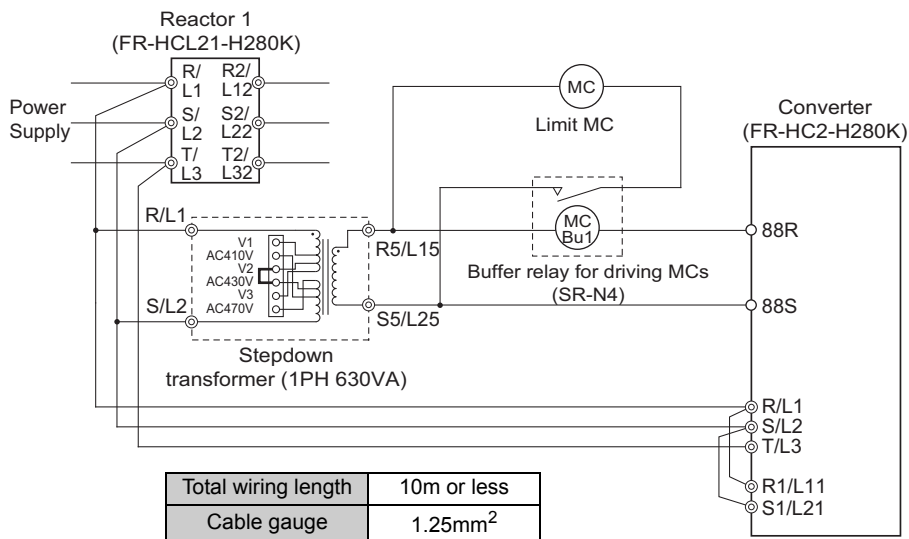 Reactor 1
(FR-HCL21-H280K)
Power
Supply
R/
L1
R2/
L12
S/
L2
S2/
L22
T/
L3
T2/
L32
MC
Limit MC
Converter
(FR-HC2-H280K)
R/L1
V1
AC410V
V2
AC430V
V3
AC470V
S/L2
R5/L15
S5/L25
Stepdown
transformer (1PH 630VA)
MC
Bu1
Buffer relay for driving MCs
(SR-N4)
88R
88S
R/L1
S/L2
T/L3
R1/L11
S1/L21
Total wiring length 10m or less
Cable gauge 1.25mm²